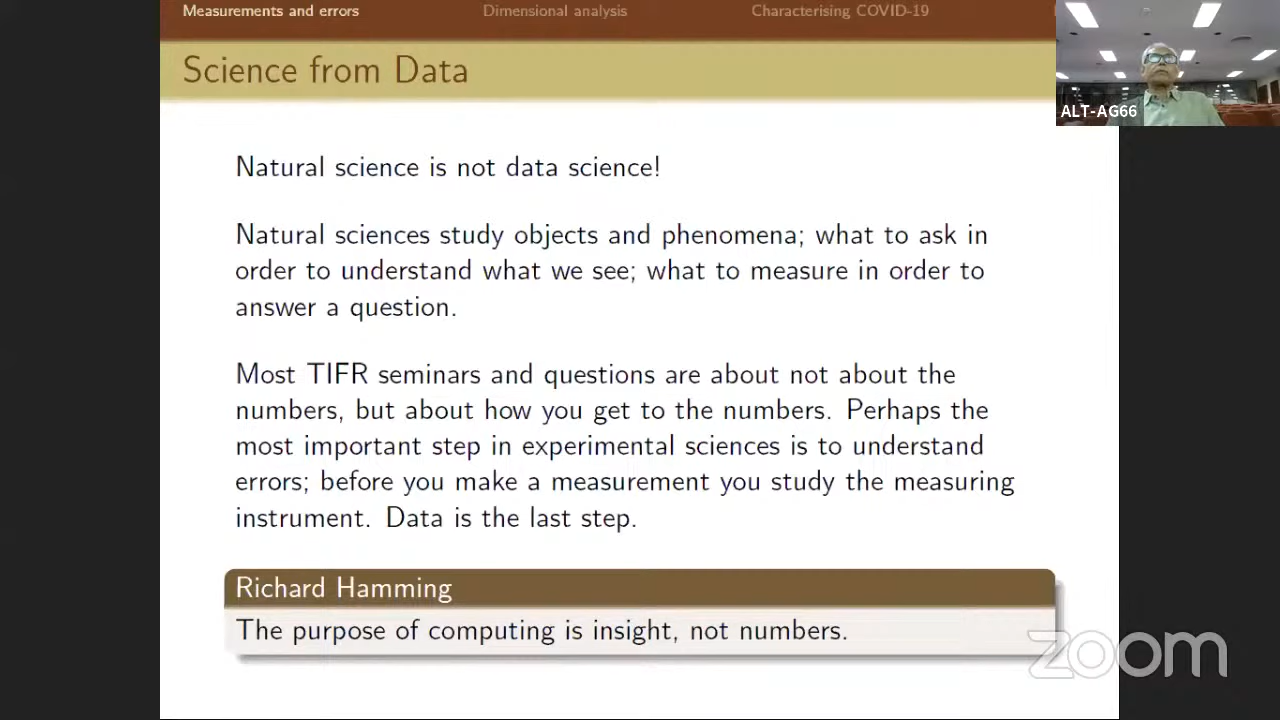 Measurements and errors Dimensional analysis Characterising COVID-19
Science from Data
ALT-AG66
Natural science is not data science!
Natural sciences study objects and phenomena; what to ask in
order to understand what we see; what to measure in order to
answer a question.
Most TIFR seminars and questions are about not about the
numbers, but about how you get to the numbers. Perhaps the
most important step in experimental sciences is to understand
errors; before you make a measurement you study the measuring
instrument. Data is the last step.
Richard Hamming
The purpose of computing is insight, not numbers.
zoom